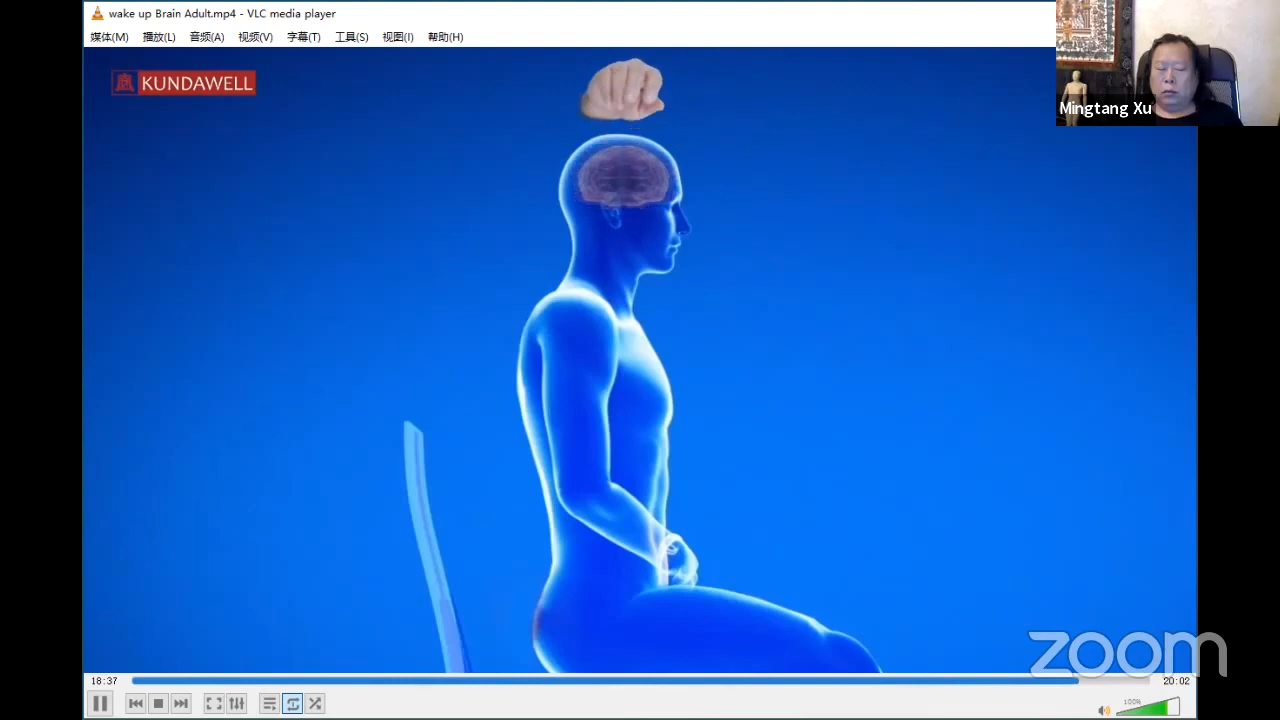 wake up Brain Adult.mp4 - VLC media player
媒体(M) 播放(L) 音频(A) 视频(V) 字幕(T) 工具(S) 视图(I) 帮助(H)
KUNDAWELL
Mingtang Xu
zoom
18:37
20:02
100%